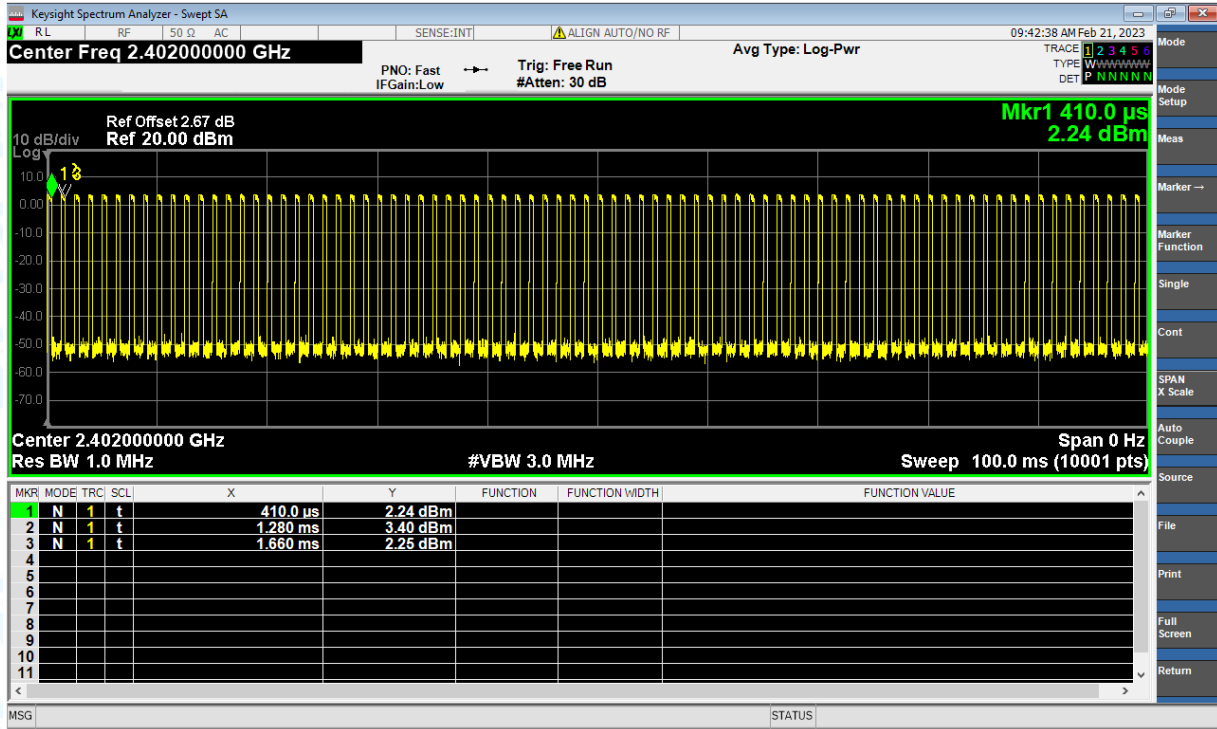 Keysight Spectrum Analyzer - Swept SA
LXI RL RF 50 Ω AC SENSE:INT ALIGN AUTO/NO RF 09:42:38 AM Feb 21, 2023
Center Freq 2.402000000 GHz
PNO: Fast
IFGain:Low
Trig: Free Run
#Atten: 30 dB
Avg Type: Log-Pwr
TRACE 1 2 3 4 5 6
TYPE WWWWWW
DET P N N N N N
Mkr1 410.0 µs
2.24 dBm
Ref Offset 2.67 dB
10 dB/div Ref 20.00 dBm
Log
1
10.0
0.00
-10.0
-20.0
-30.0
-40.0
-50.0
-60.0
-70.0
Center 2.402000000 GHz Span 0 Hz
Res BW 1.0 MHz #VBW 3.0 MHz Sweep 100.0 ms (10001 pts)
MKR MODE TRC SCL X Y FUNCTION FUNCTION WIDTH FUNCTION VALUE
1 N 1 t 410.0 µs 2.24 dBm
2 N 1 t 1.280 ms 3.40 dBm
3 N 1 t 1.660 ms 2.25 dBm
4
5
6
7
8
9
10
11
MSG STATUS
Mode
Mode
Setup
Meas
Marker →
Marker
Function
Single
Cont
SPAN
X Scale
Auto
Couple
Source
File
Print
Full
Screen
Return